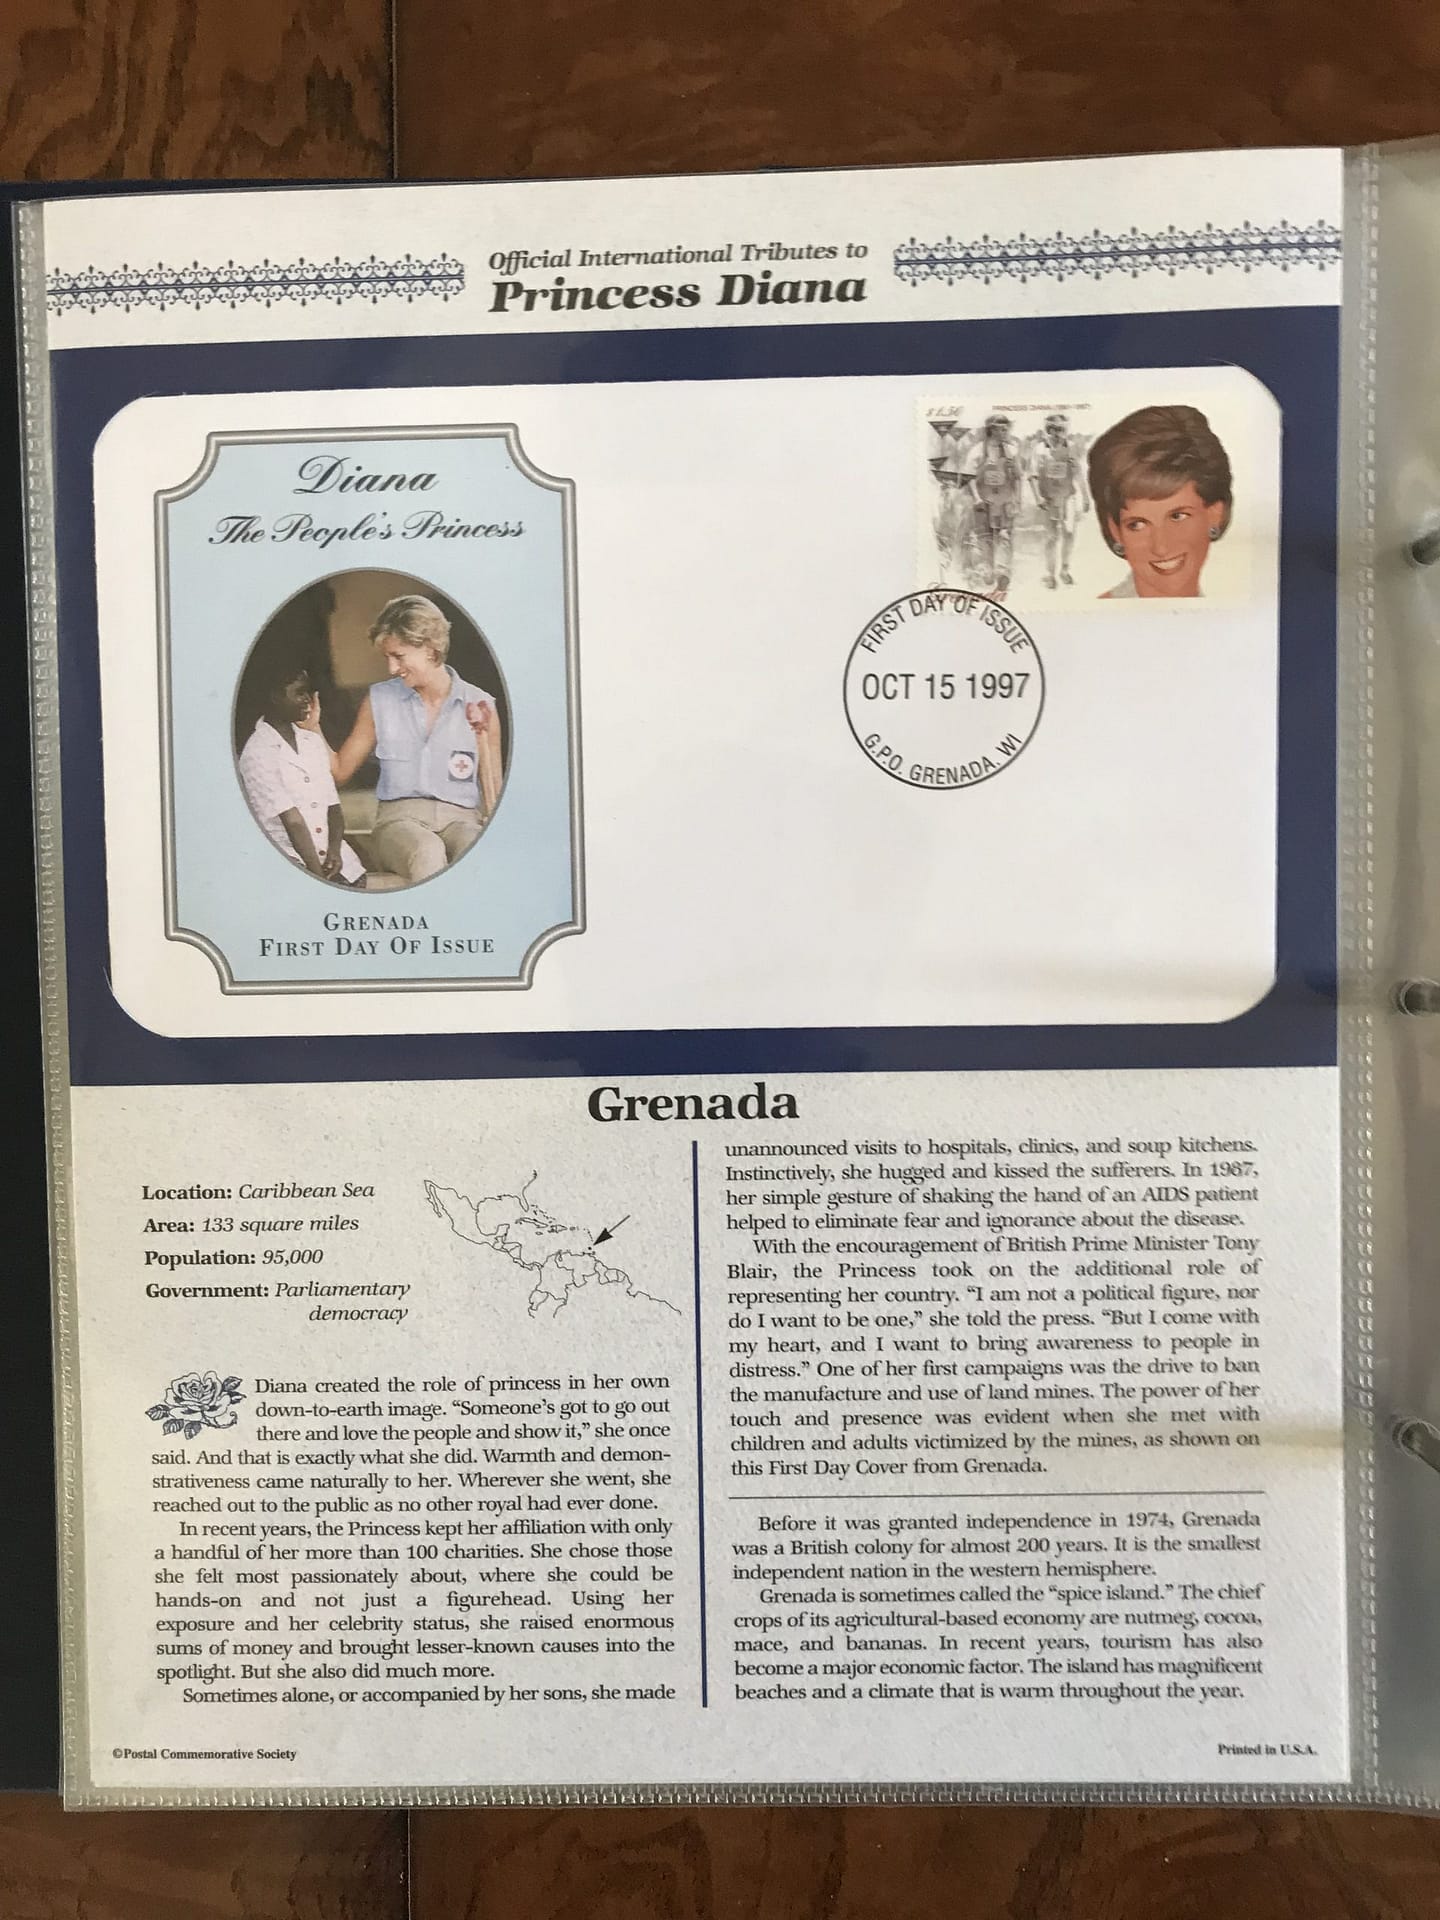 Official International Tributes to
Princess Diana
Diana
The People's Princess
GRENADA
FIRST DAY OF ISSUE
$1.50
PRINCESS DIANA (1961-1997)
Grenada
FIRST DAY OF ISSUE
OCT 15 1997
G.P.O. GRENADA, WI
Grenada
Location: Caribbean Sea
Area: 133 square miles
Population: 95,000
Government: Parliamentary
democracy
Diana created the role of princess in her own
down-to-earth image. “Someone’s got to go out
there and love the people and show it,” she once
said. And that is exactly what she did. Warmth and demon-
strativeness came naturally to her. Wherever she went, she
reached out to the public as no other royal had ever done.
In recent years, the Princess kept her affiliation with only
a handful of her more than 100 charities. She chose those
she felt most passionately about, where she could be
hands-on and not just a figurehead. Using her
exposure and her celebrity status, she raised enormous
sums of money and brought lesser-known causes into the
spotlight. But she also did much more.
Sometimes alone, or accompanied by her sons, she made
unannounced visits to hospitals, clinics, and soup kitchens.
Instinctively, she hugged and kissed the sufferers. In 1987,
her simple gesture of shaking the hand of an AIDS patient
helped to eliminate fear and ignorance about the disease.
With the encouragement of British Prime Minister Tony
Blair, the Princess took on the additional role of
representing her country. “I am not a political figure, nor
do I want to be one,” she told the press. “But I come with
my heart, and I want to bring awareness to people in
distress.” One of her first campaigns was the drive to ban
the manufacture and use of land mines. The power of her
touch and presence was evident when she met with
children and adults victimized by the mines, as shown on
this First Day Cover from Grenada.
Before it was granted independence in 1974, Grenada
was a British colony for almost 200 years. It is the smallest
independent nation in the western hemisphere.
Grenada is sometimes called the “spice island.” The chief
crops of its agricultural-based economy are nutmeg, cocoa,
mace, and bananas. In recent years, tourism has also
become a major economic factor. The island has magnificent
beaches and a climate that is warm throughout the year.
©Postal Commemorative Society
Printed in U.S.A.